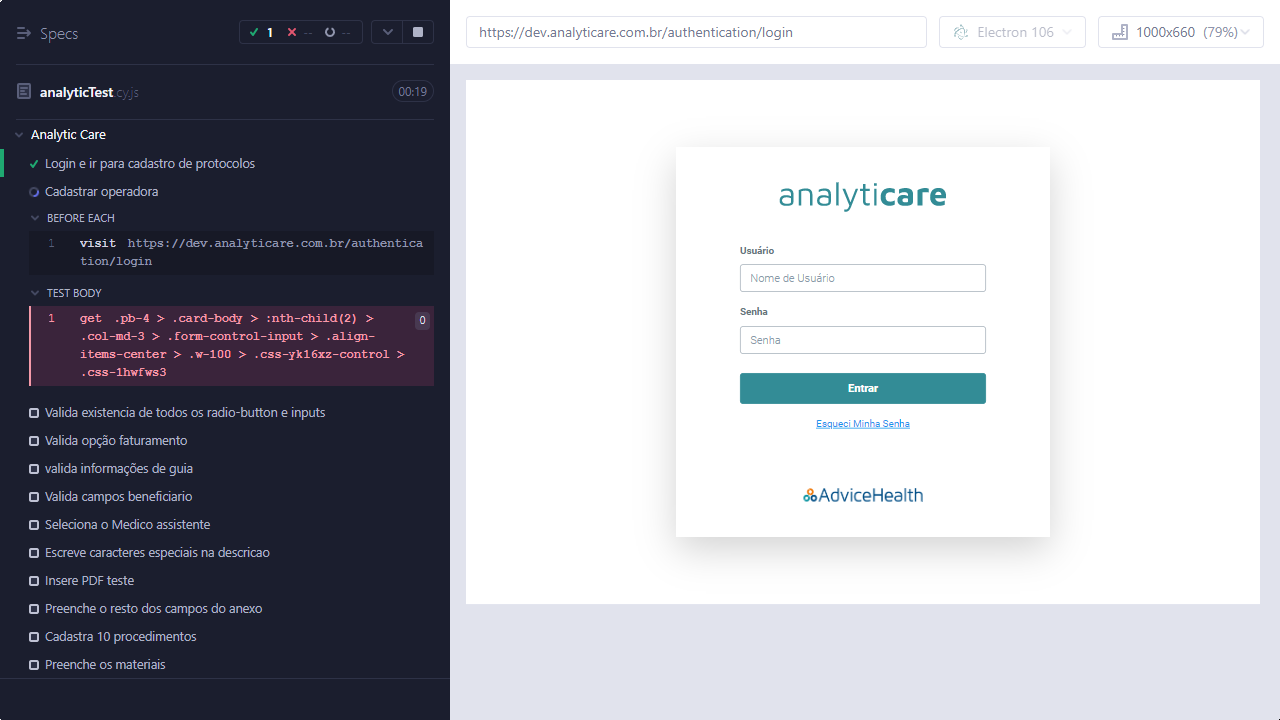 Specs
1 -- --
analyticTest.cy.js 00:19
Analytic Care
Login e ir para cadastro de protocolos
Cadastrar operadora
BEFORE EACH
1 visit https://dev.analyticare.com.br/authentica
tion/login
TEST BODY
1 get .pb-4 > .card-body > :nth-child(2) > 0
.col-md-3 > .form-control-input > .align-
items-center > .w-100 > .css-yk16xz-control >
.css-1hwfws3
Valida existencia de todos os radio-button e inputs
Valida opção faturamento
valida informações de guia
Valida campos beneficiario
Seleciona o Medico assistente
Escreve caracteres especiais na descricao
Insere PDF teste
Preenche o resto dos campos do anexo
Cadastra 10 procedimentos
Preenche os materiais
https://dev.analyticare.com.br/authentication/login
Electron 106
1000x660 (79%)
analyticare
Usuário
Nome de Usuário
Senha
Senha
Entrar
Esqueci Minha Senha
AdviceHealth